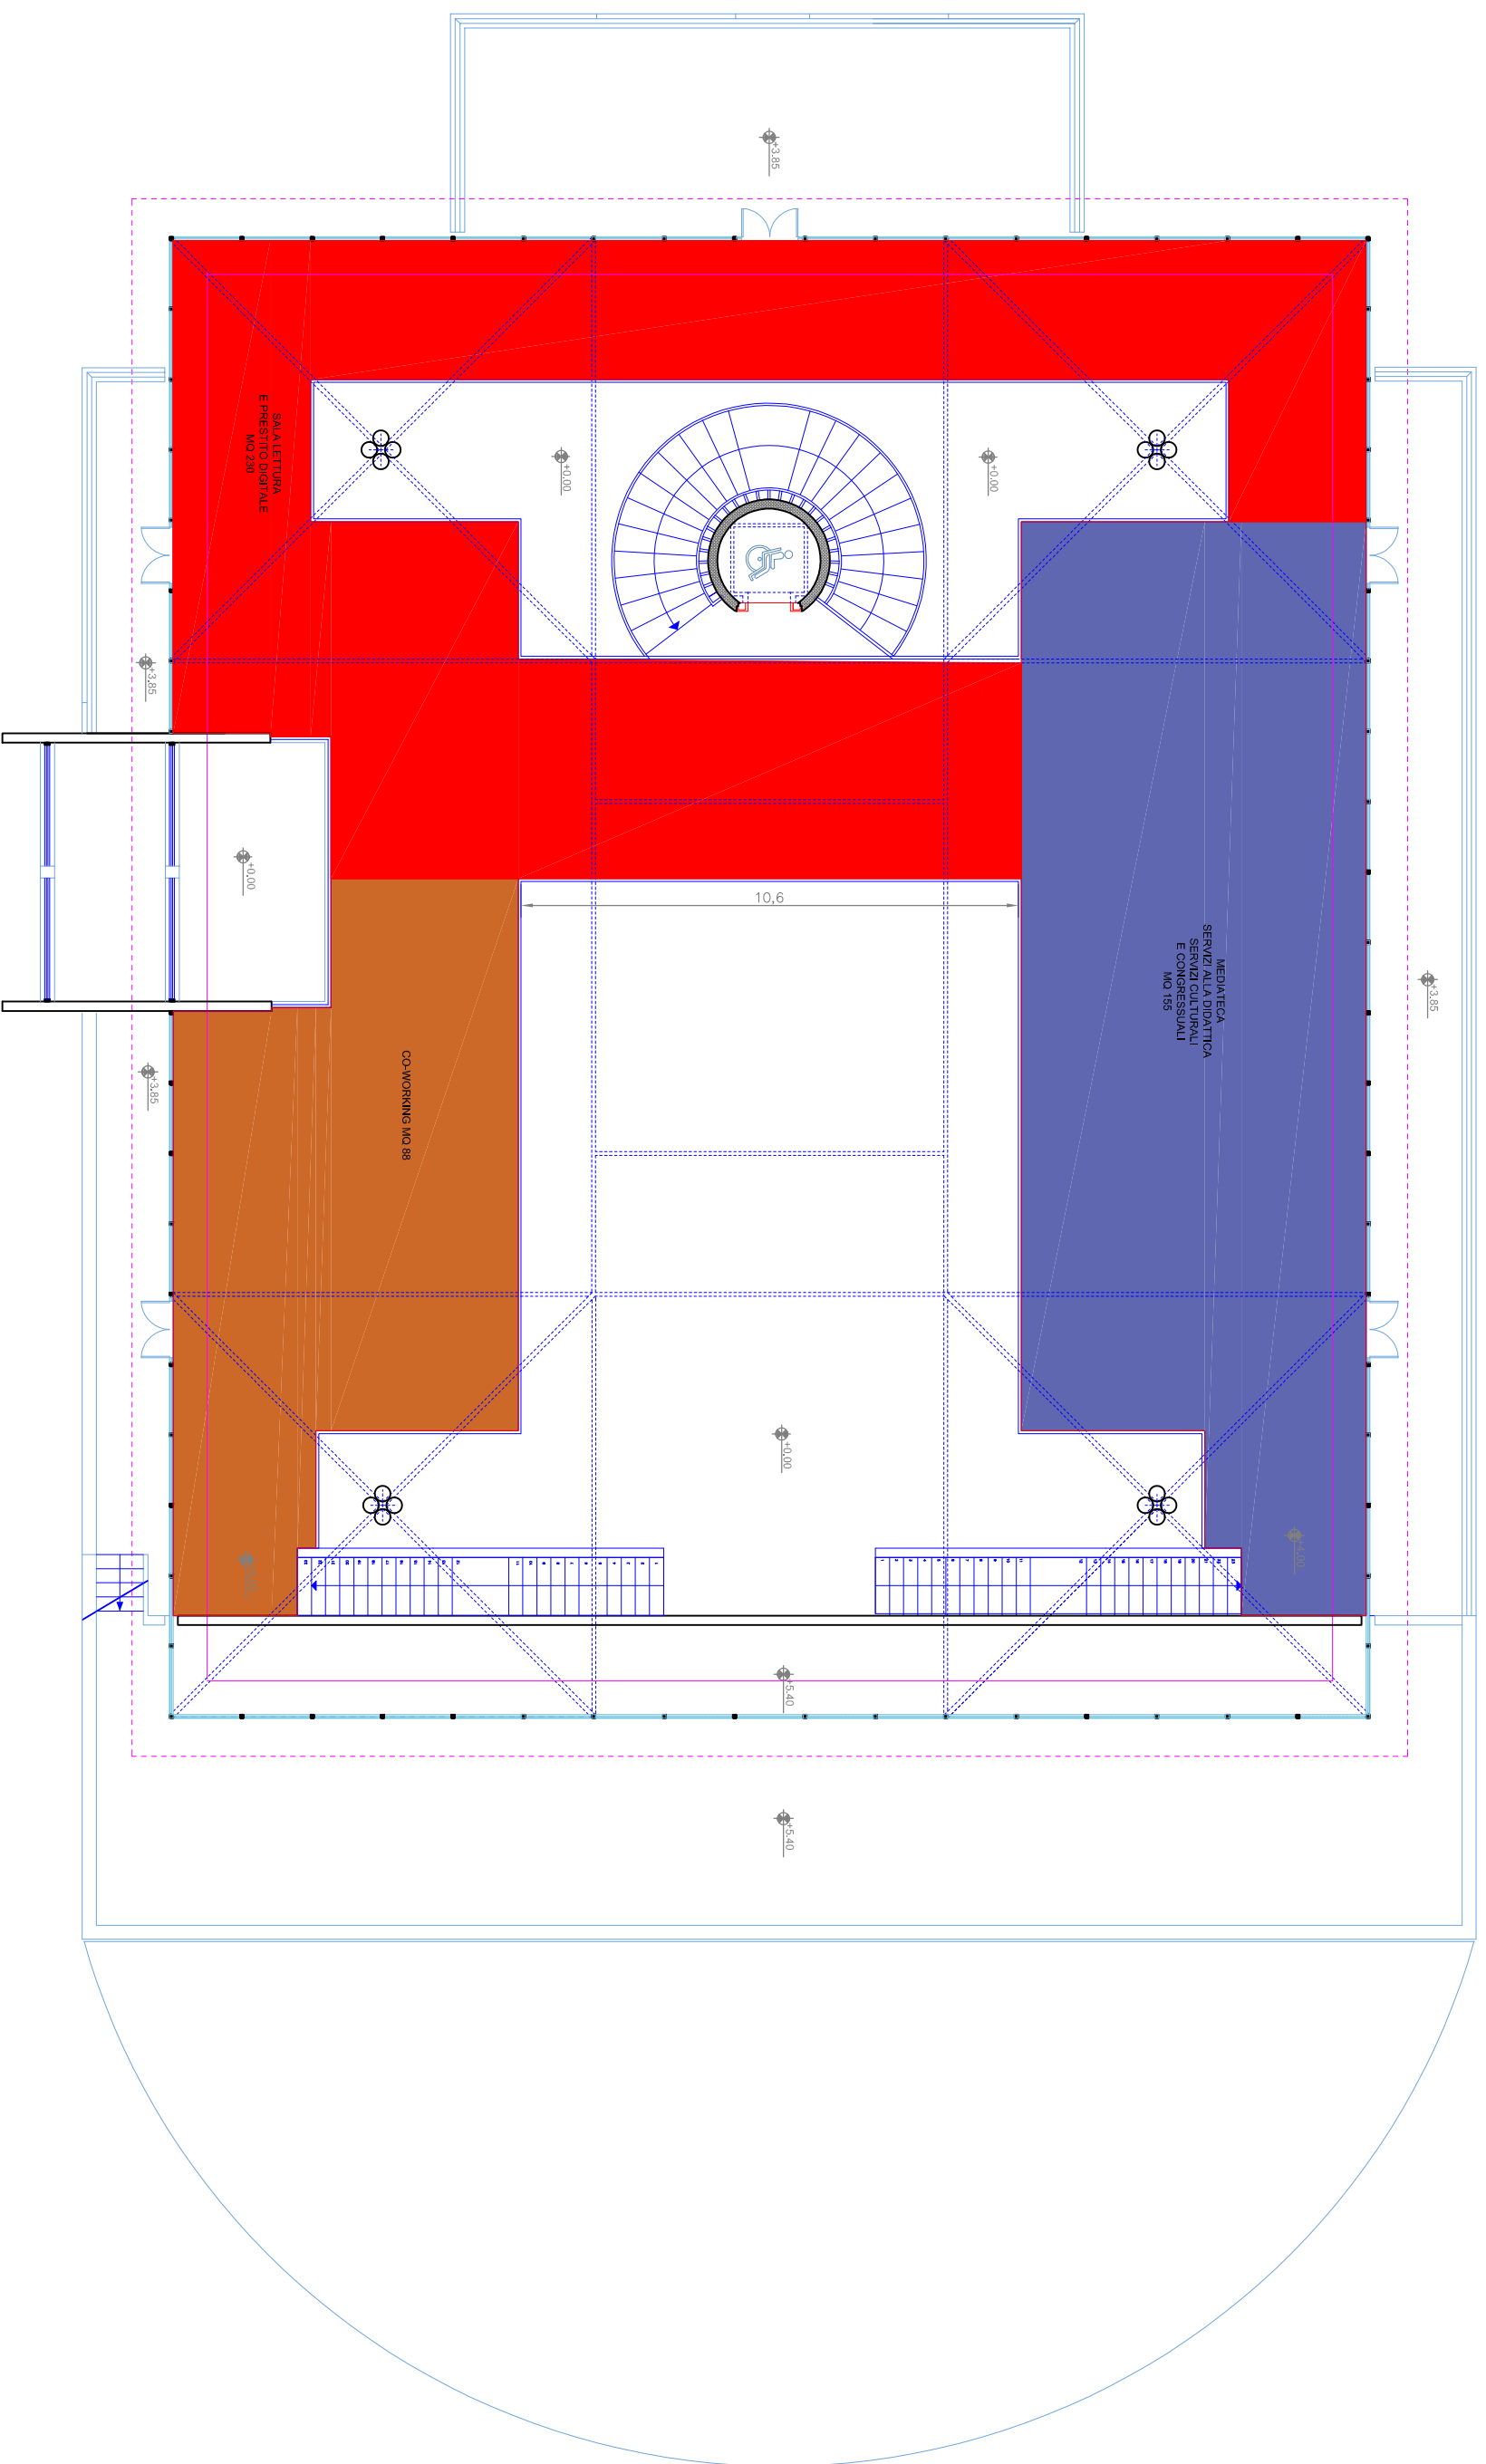 +3.85
SALA LETTURA
E PRESTITO DIGITALE
MQ 230
+0.00
+0.00
+3.85
+0.00
10,6
MEDIATECA
SERVIZI ALLA DIDATTICA
SERVIZI CULTURALI
E CONGRESSUALI
MQ 155
+3.85
+3.85
CO-WORKING MQ 88
+0.00
+5.40
+5.40